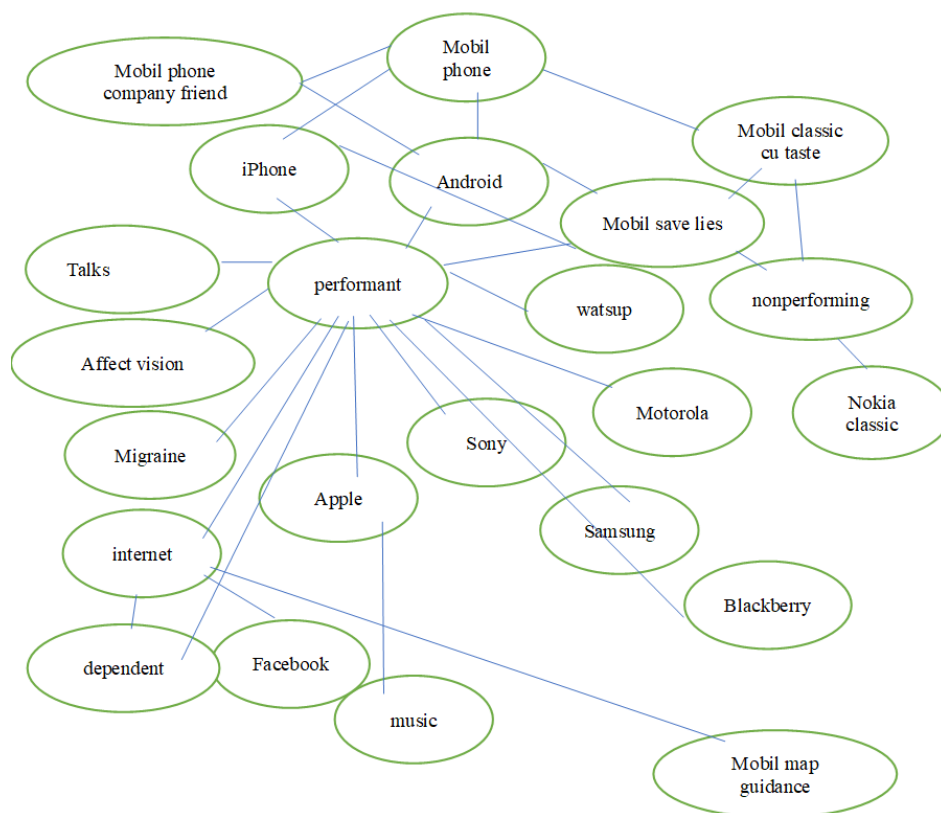 Mobil
phone
Mobil phone
company friend
Mobil classic
cu taste
iPhone
Android
Mobil save lies
Talks
performant
watsup
nonperforming
Affect vision
Motorola
Nokia
classic
Sony
Migraine
Apple
Samsung
internet
Blackberry
dependent
Facebook
music
Mobil map
guidance